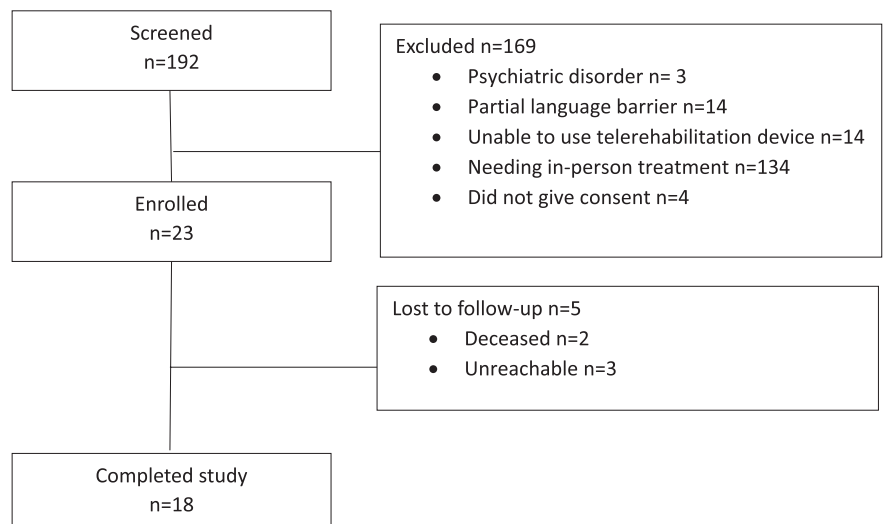 Screened
n=192
Excluded n=169
• Psychiatric disorder n= 3
• Partial language barrier n=14
• Unable to use telerehabilitation device n=14
• Needing in-person treatment n=134
• Did not give consent n=4
Enrolled
n=23
Lost to follow-up n=5
• Deceased n=2
• Unreachable n=3
Completed study
n=18